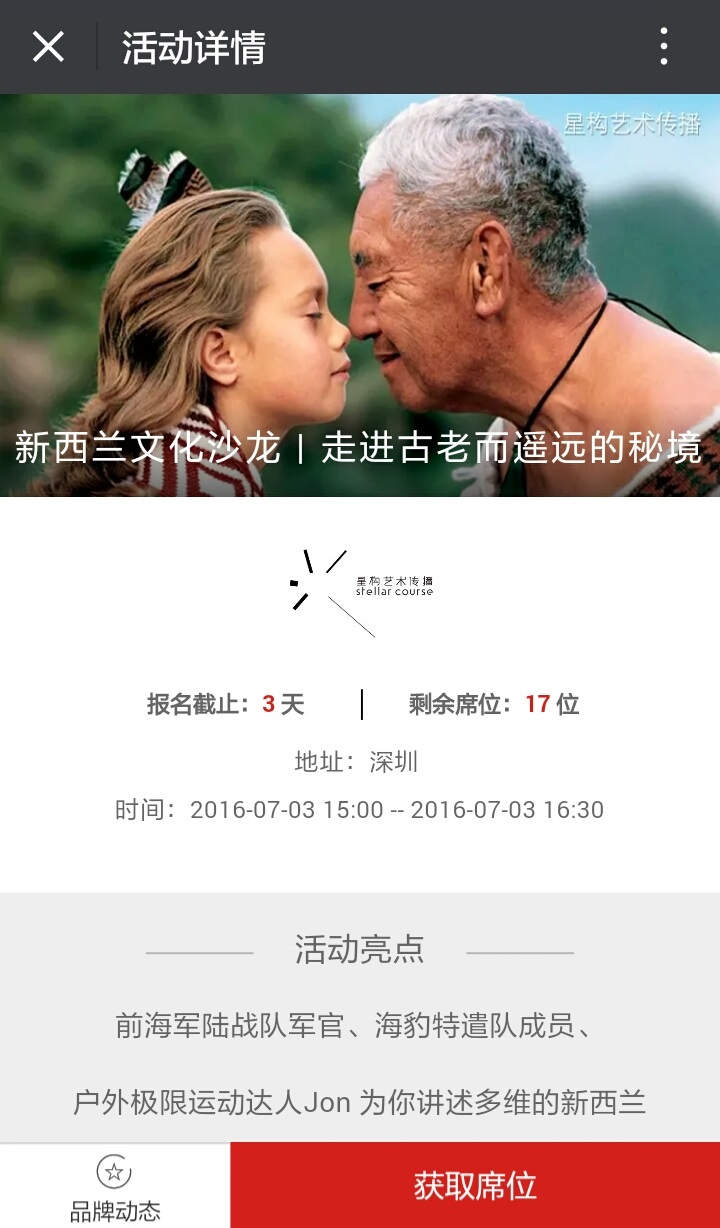 活动详情
星构艺术传播
新西兰文化沙龙 | 走进古老而遥远的秘境
星构艺术传播
stellar course
报名截止：3 天 | 剩余席位：17 位
地址：深圳
时间：2016-07-03 15:00 -- 2016-07-03 16:30
活动亮点
前海军陆战队军官、海豹特遣队成员、
户外极限运动达人Jon 为你讲述多维的新西兰
品牌动态
获取席位